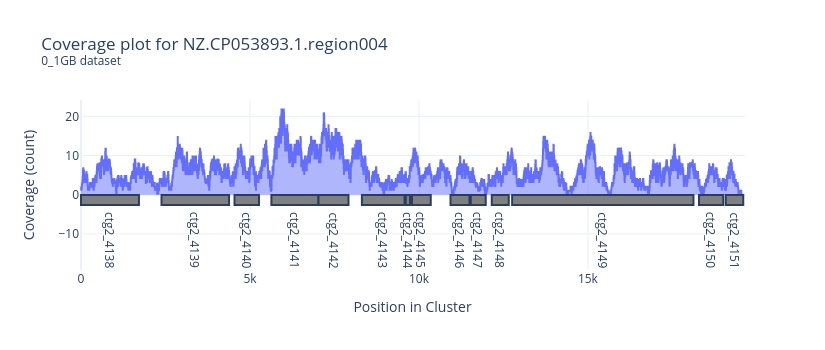 Coverage plot for NZ.CP053893.1.region004
0_1GB dataset
Coverage (count)
20
10
0
−10
ctg2_4138
ctg2_4139
ctg2_4140
ctg2_4141
ctg2_4142
ctg2_4143
ctg2_4144
ctg2_4145
ctg2_4146
ctg2_4147
ctg2_4148
ctg2_4149
ctg2_4150
ctg2_4151
0
5k
10k
15k
Position in Cluster